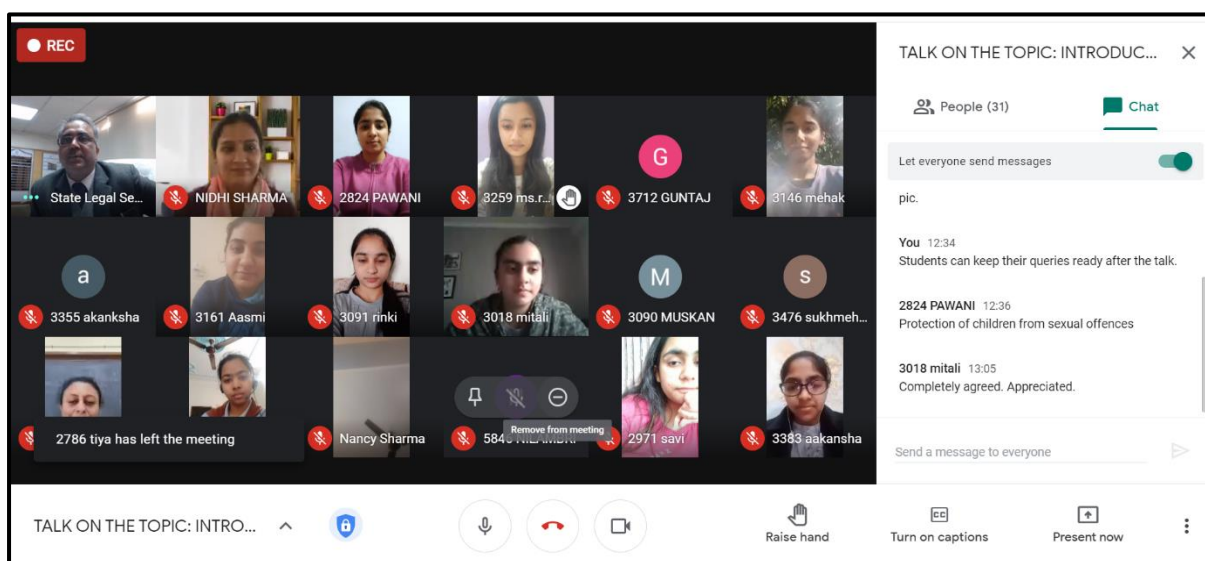 REC
TALK ON THE TOPIC: INTRODUC...
People (31)
Chat
Let everyone send messages
pic.
You 12:34
Students can keep their queries ready after the talk.
2824 PAWANI 12:36
Protection of children from sexual offences
3018 mitali 13:05
Completely agreed. Appreciated.
Send a message to everyone
State Legal Se...
NIDHI SHARMA
2824 PAWANI
3259 ms.r...
G
3712 GUNTAJ
3146 mehak
a
3355 akanksha
3161 Aasmi
3091 rinki
3018 mitali
M
3090 MUSKAN
s
3476 sukhmeh...
2786 tiya has left the meeting
Nancy Sharma
Remove from meeting
2971 savi
3383 aakansha
TALK ON THE TOPIC: INTRO...
Raise hand
CC
Turn on captions
Present now